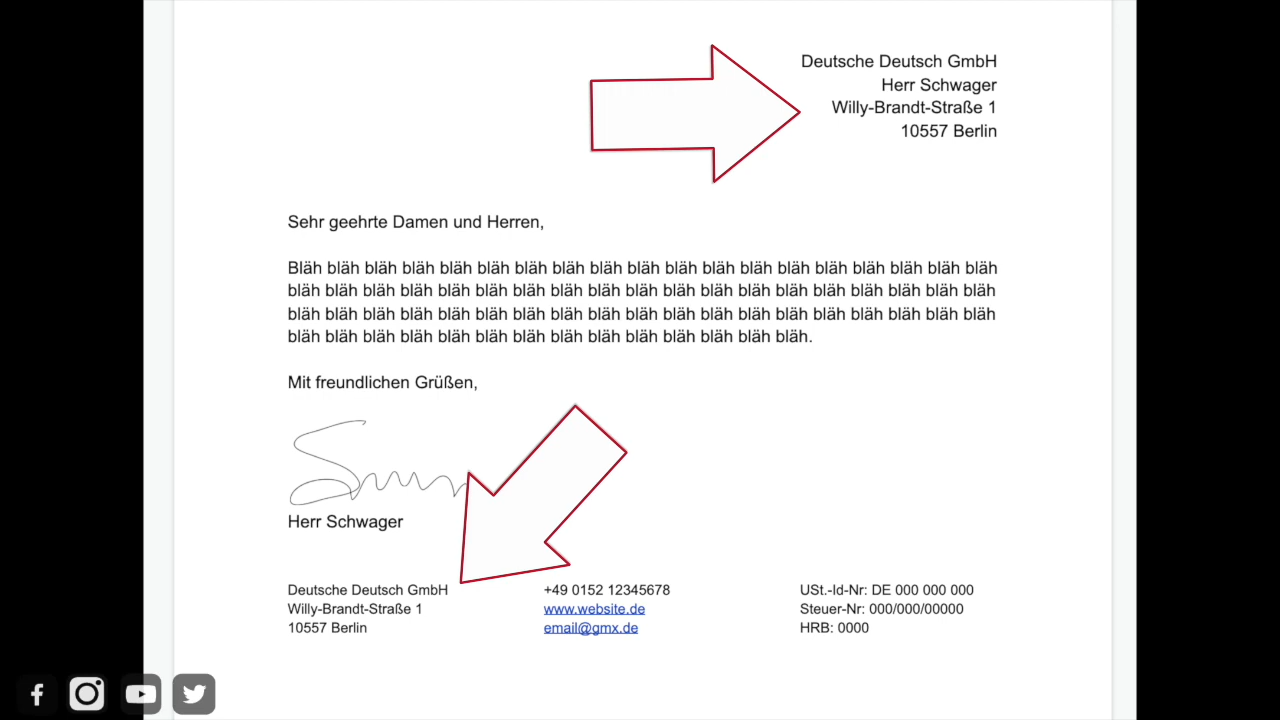 Deutsche Deutsch GmbH
Herr Schwager
Willy-Brandt-Straße 1
10557 Berlin
Sehr geehrte Damen und Herren,
Bläh bläh bläh bläh bläh bläh bläh bläh bläh bläh bläh bläh bläh bläh bläh bläh bläh bläh bläh
bläh bläh bläh bläh bläh bläh bläh bläh bläh bläh bläh bläh bläh bläh bläh bläh bläh bläh bläh
bläh bläh bläh bläh bläh bläh bläh bläh bläh bläh bläh bläh bläh bläh bläh bläh bläh bläh bläh
bläh bläh bläh bläh bläh bläh bläh bläh bläh bläh bläh bläh bläh bläh.
Mit freundlichen Grüßen,
Herr Schwager
Deutsche Deutsch GmbH
Willy-Brandt-Straße 1
10557 Berlin
+49 0152 12345678
www.website.de
email@gmx.de
USt.-Id-Nr: DE 000 000 000
Steuer-Nr: 000/000/00000
HRB: 0000